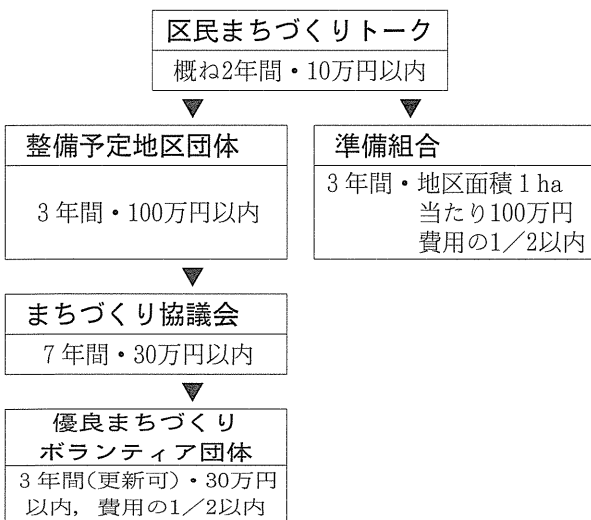 区民まちづくりトーク
概ね2年間・10万円以内
整備予定地区団体
3年間・100万円以内
準備組合
3年間・地区面積1ha
当たり100万円
費用の1/2以内
まちづくり協議会
7年間・30万円以内
優良まちづくり
ボランティア団体
3年間(更新可)・30万円
以内,費用の1/2以内